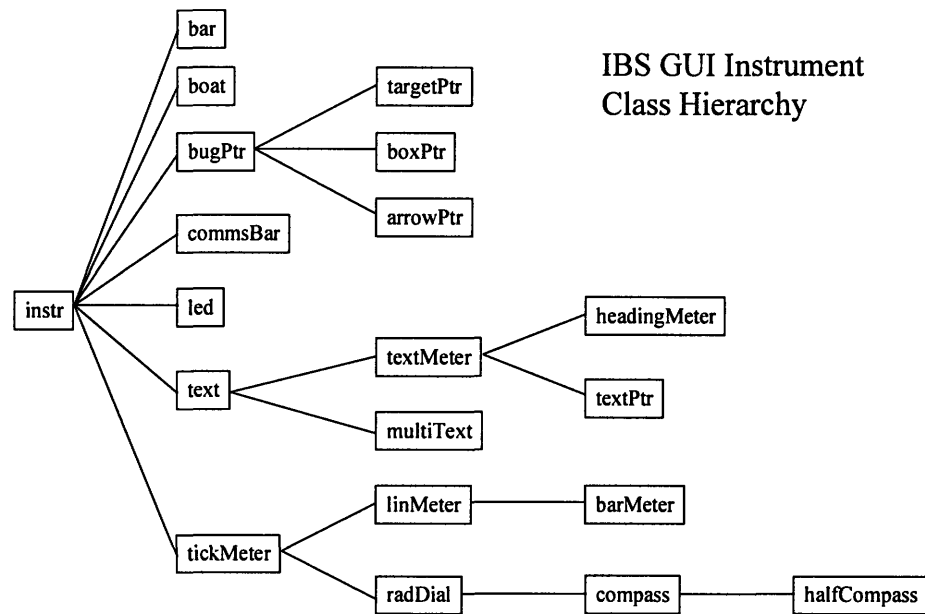 bar
IBS GUI Instrument
Class Hierarchy
boat
targetPtr
bugPtr
boxPtr
arrowPtr
commsBar
instr
led
headingMeter
textMeter
text
textPtr
multiText
linMeter
barMeter
tickMeter
radDial
compass
halfCompass